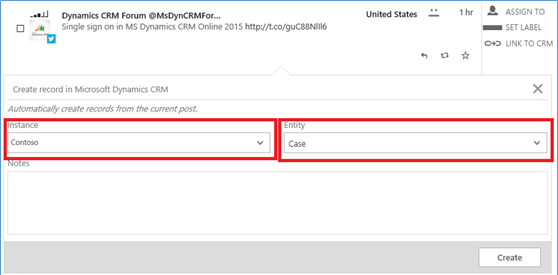 Dynamics CRM Forum @MsDynCRMFor...
United States
1 hr
Single sign on in MS Dynamics CRM Online 2015 http://t.co/guC88NlIl6
ASSIGN TO
SET LABEL
LINK TO CRM
Create record in Microsoft Dynamics CRM
Automatically create records from the current post.
Instance
Entity
Contoso
Case
Notes
Create